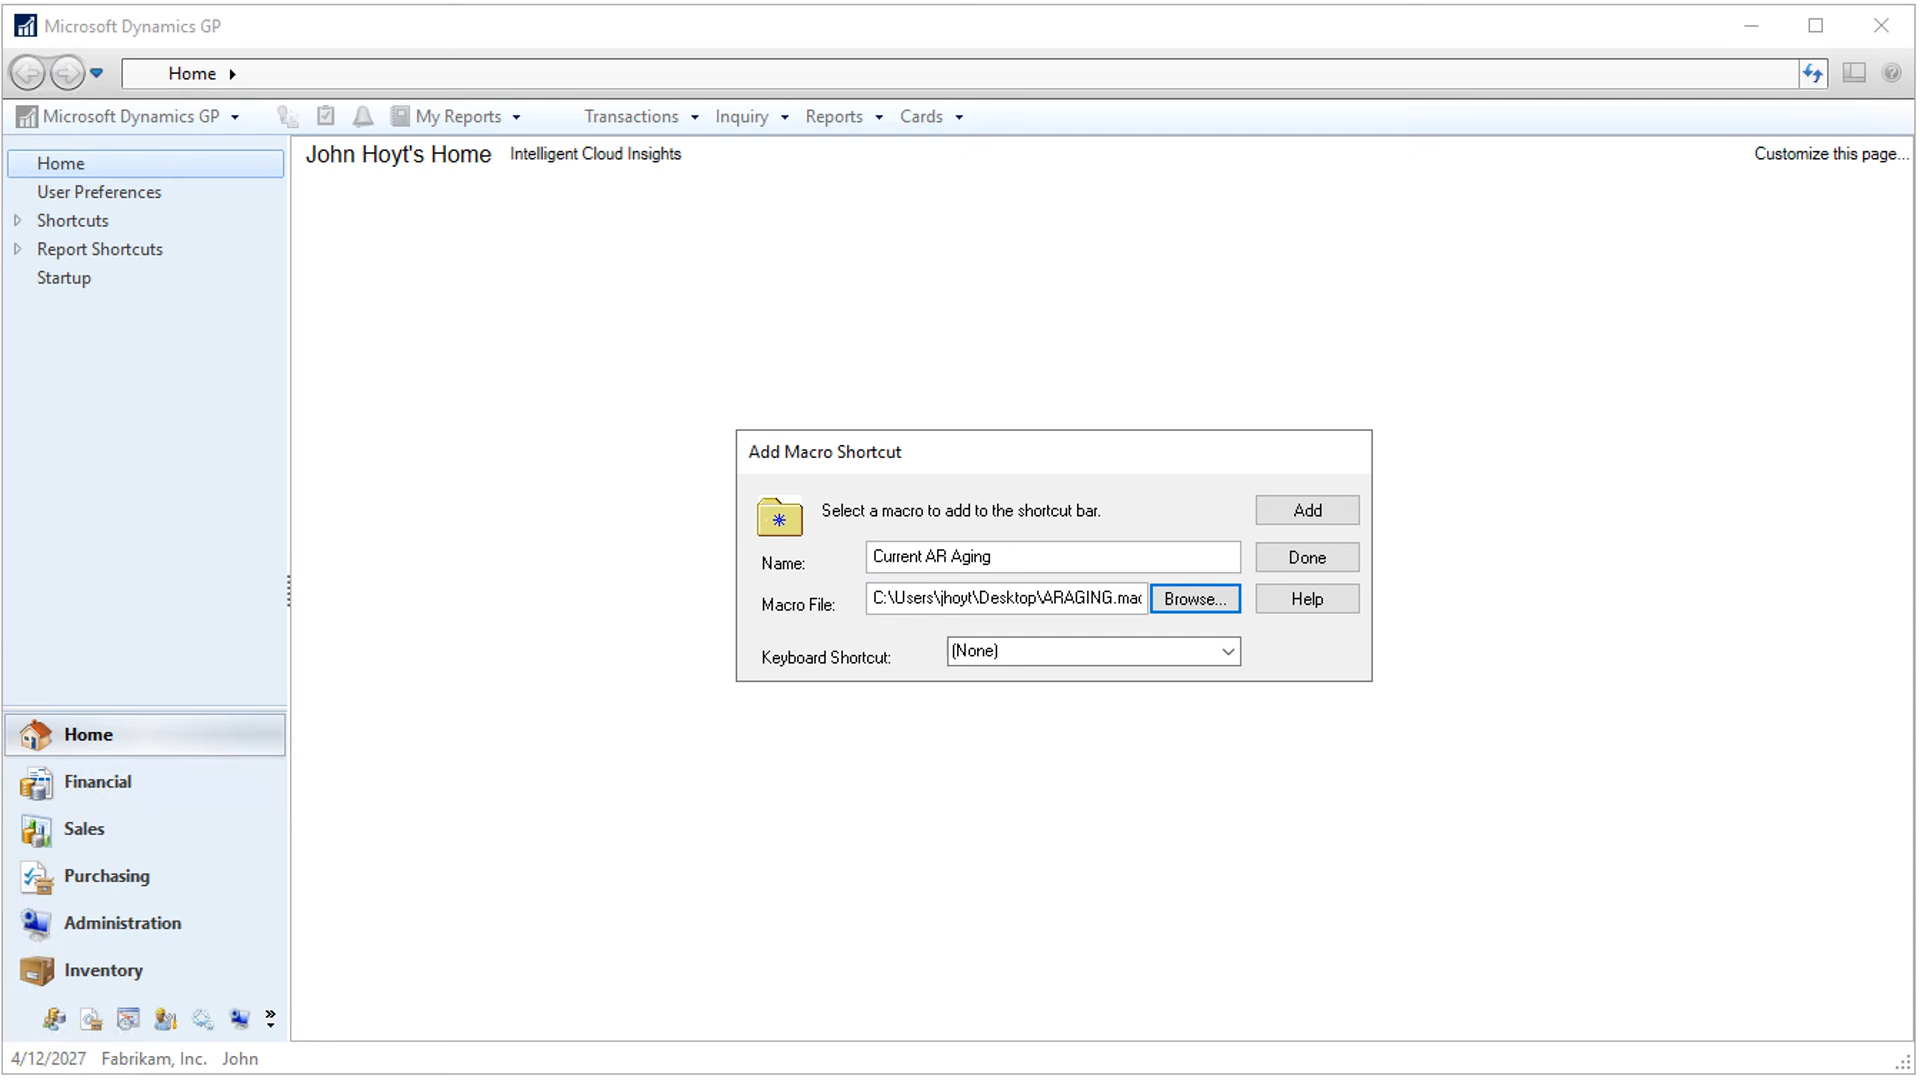 Microsoft Dynamics GP
Home
Microsoft Dynamics GP My Reports Transactions Inquiry Reports Cards
Home
User Preferences
Shortcuts
Report Shortcuts
Startup
John Hoyt's Home Intelligent Cloud Insights Customize this page...
Add Macro Shortcut
Select a macro to add to the shortcut bar. Add
Name: Current AR Aging Done
Macro File: C:\Users\jhoyt\Desktop\ARAGING.mac Browse... Help
Keyboard Shortcut: (None)
Home
Financial
Sales
Purchasing
Administration
Inventory
4/12/2027 Fabrikam, Inc. John